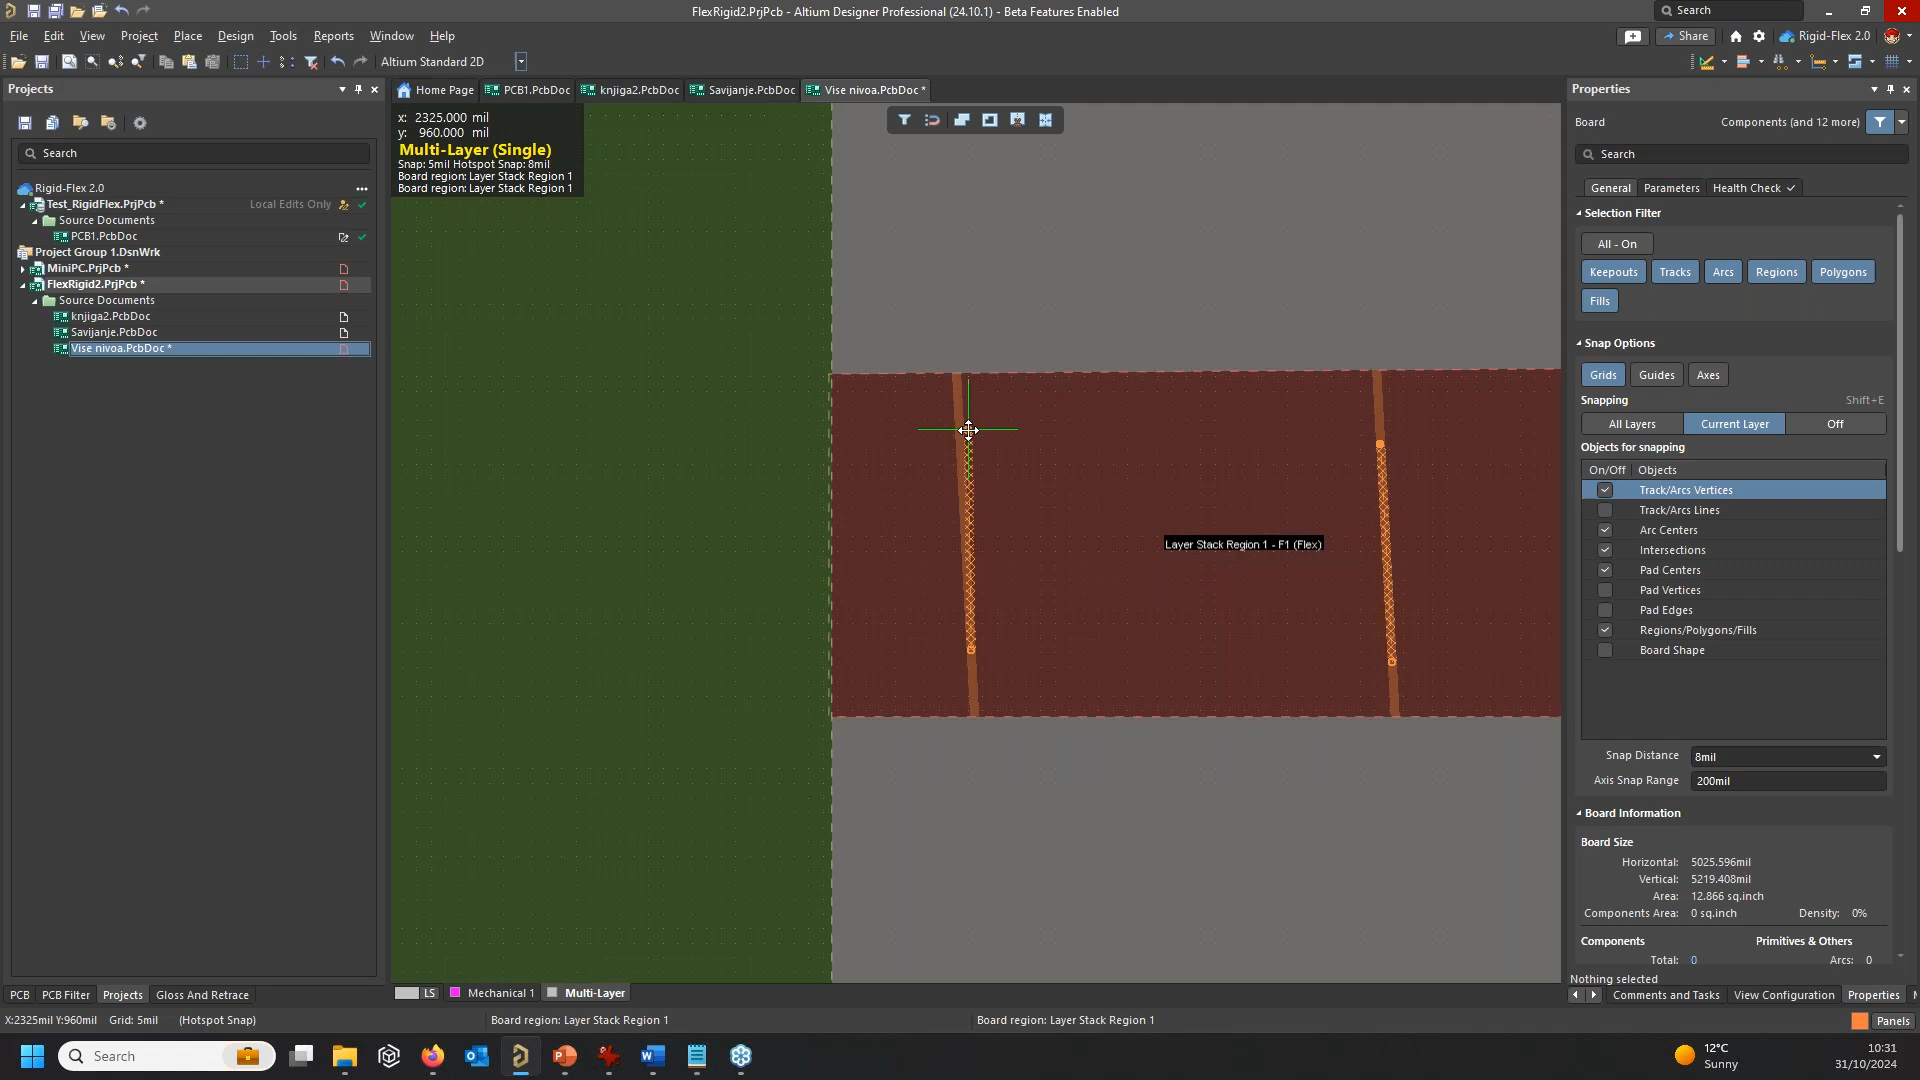 FlexRigid2.PrjPcb - Altium Designer Professional (24.10.1) - Beta Features Enabled
Search
File Edit View Project Place Design Tools Reports Window Help
Share
Rigid-Flex 2.0
Altium Standard 2D
Projects
Home Page
PCB1.PcbDoc
knjiga2.PcbDoc
Savijanje.PcbDoc
Vise nivoa.PcbDoc *
Search
Rigid-Flex 2.0
Test_RigidFlex.PrjPcb *
Local Edits Only
Source Documents
PCB1.PcbDoc
Project Group 1.DsnWrk
MiniPC.PrjPcb *
FlexRigid2.PrjPcb *
Source Documents
knjiga2.PcbDoc
Savijanje.PcbDoc
Vise nivoa.PcbDoc *
x: 2325.000 mil
y: 960.000 mil
Multi-Layer (Single)
Snap: 5mil Hotspot Snap: 8mil
Board region: Layer Stack Region 1
Board region: Layer Stack Region 1
Layer Stack Region 1 - F1 (Flex)
Properties
Board
Components (and 12 more)
Search
General Parameters Health Check
Selection Filter
All - On
Keepouts Tracks Arcs Regions Polygons
Fills
Snap Options
Grids Guides Axes
Snapping Shift+E
All Layers Current Layer Off
Objects for snapping
On/Off Objects
Track/Arcs Vertices
Track/Arcs Lines
Arc Centers
Intersections
Pad Centers
Pad Vertices
Pad Edges
Regions/Polygons/Fills
Board Shape
Snap Distance 8mil
Axis Snap Range 200mil
Board Information
Board Size
Horizontal: 5025.596mil
Vertical: 5219.408mil
Area: 12.866 sq.inch
Components Area: 0 sq.inch Density: 0%
Components Primitives & Others
Total: 0 Arcs: 0
Nothing selected
PCB PCB Filter Projects Gloss And Retrace
LS Mechanical 1 Multi-Layer
Comments and Tasks View Configuration Properties
X:2325mil Y:960mil Grid: 5mil (Hotspot Snap)
Board region: Layer Stack Region 1
Board region: Layer Stack Region 1
Panels
Search
12°C
Sunny
10:31
31/10/2024